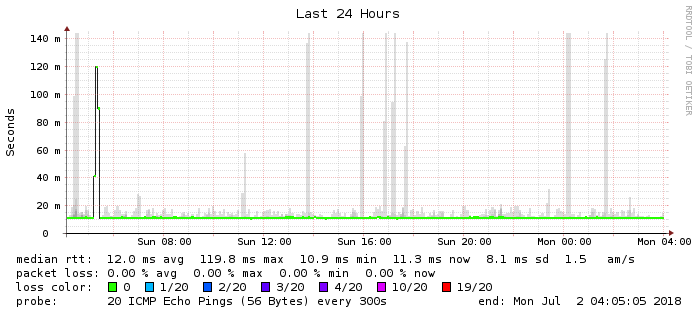 Last 24 Hours
RRDTOOL / TOBI OETIKER
Seconds
140 m
120 m
100 m
80 m
60 m
40 m
20 m
0
Sun 08:00 Sun 12:00 Sun 16:00 Sun 20:00 Mon 00:00 Mon 04:00
median rtt: 12.0 ms avg 119.8 ms max 10.9 ms min 11.3 ms now 8.1 ms sd 1.5 am/s
packet loss: 0.00 % avg 0.00 % max 0.00 % min 0.00 % now
loss color: 0 1/20 2/20 3/20 4/20 10/20 19/20
probe: 20 ICMP Echo Pings (56 Bytes) every 300s end: Mon Jul 2 04:05:05 2018